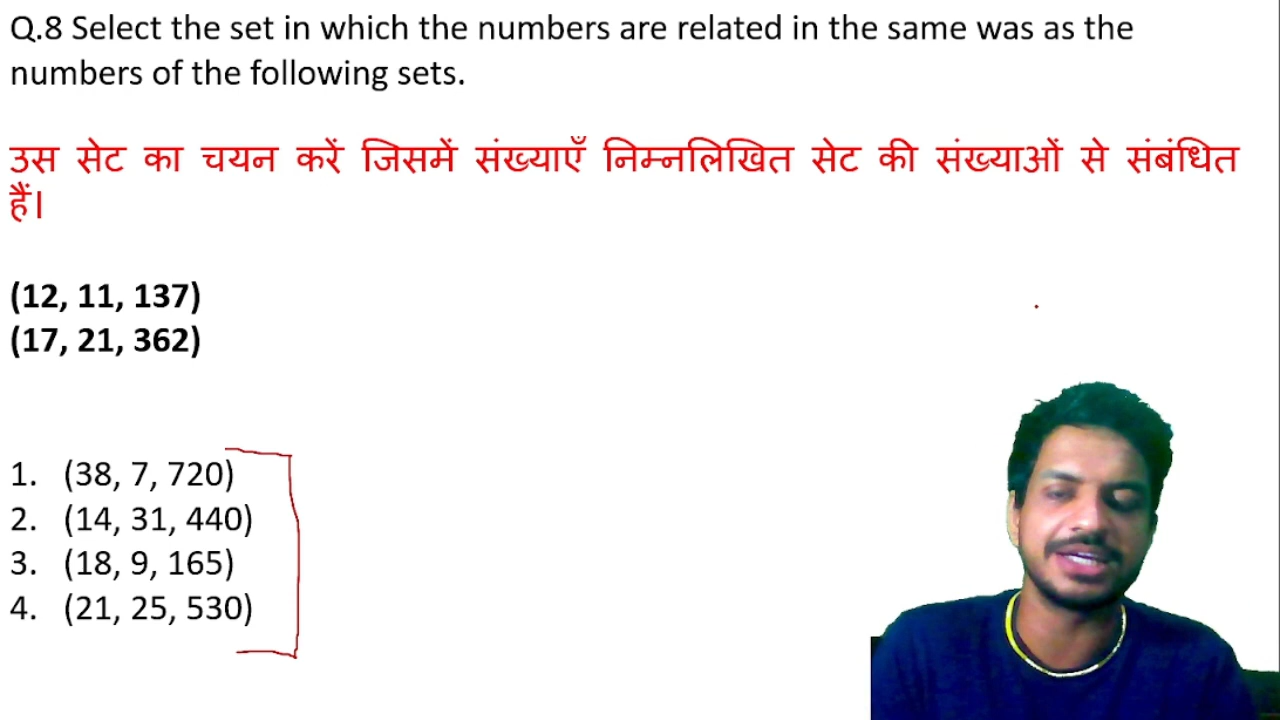 Q.8 Select the set in which the numbers are related in the same was as the
numbers of the following sets.
उस सेट का चयन करें जिसमें संख्याएँ निम्नलिखित सेट की संख्याओं से संबंधित
हैं।
(12, 11, 137)
(17, 21, 362)
1. (38, 7, 720)
2. (14, 31, 440)
3. (18, 9, 165)
4. (21, 25, 530)